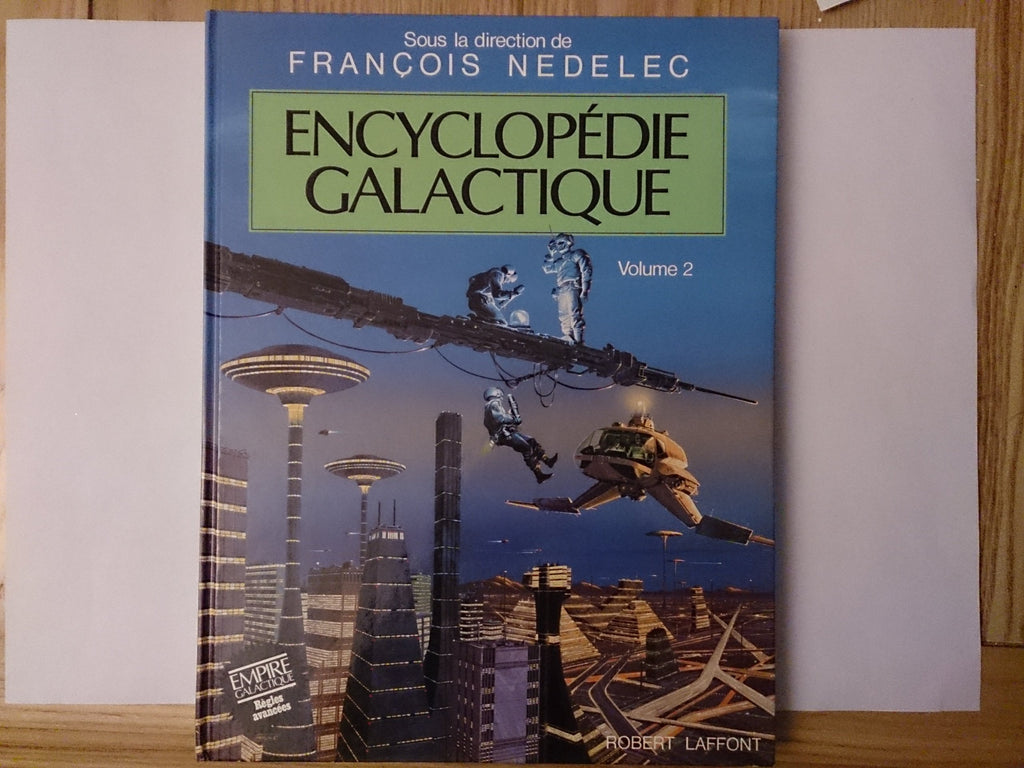 Sous la direction de
FRANÇOIS NEDELEC
ENCYCLOPÉDIE
GALACTIQUE
Volume 2
EMPIRE
GALACTIQUE
Règles
avancées
ROBERT LAFFONT